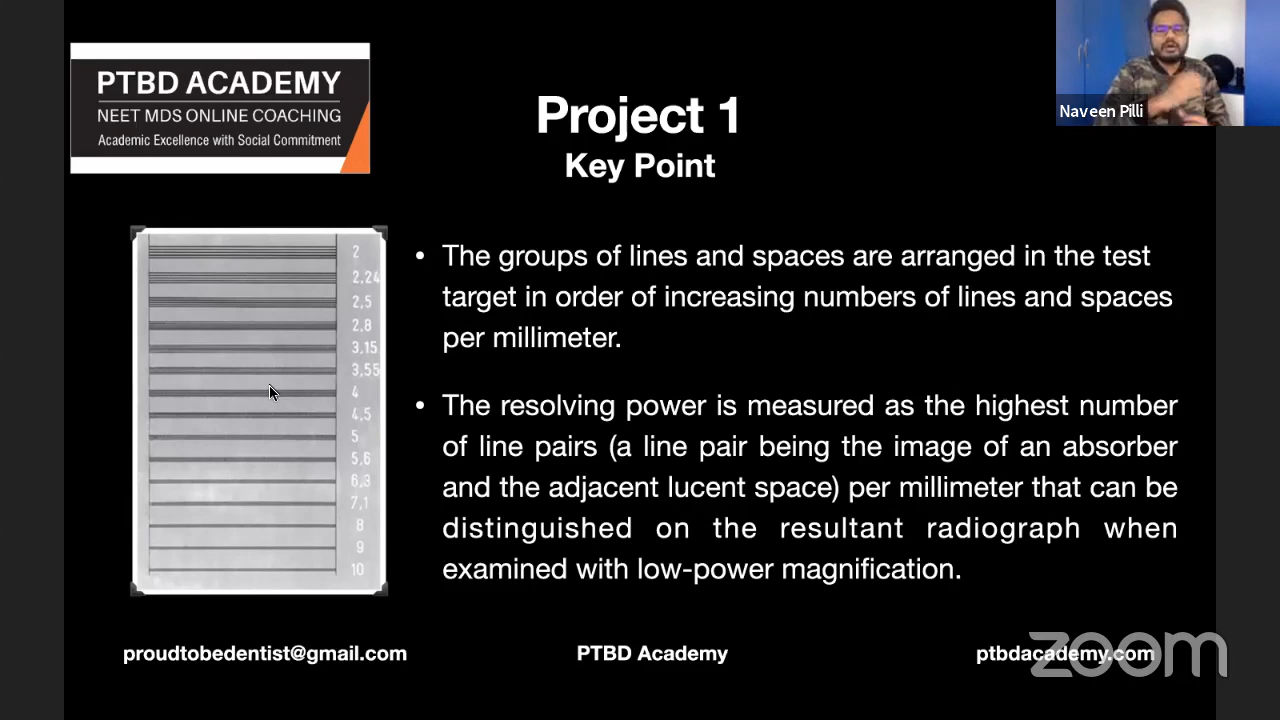 PTBD ACADEMY
NEET MDS ONLINE COACHING
Academic Excellence with Social Commitment
Project 1
Key Point
Naveen Pilli
2
2,24
2,5
2,8
3,15
3,55
4
4,5
5
5,6
6,3
7,1
8
9
10
• The groups of lines and spaces are arranged in the test
target in order of increasing numbers of lines and spaces
per millimeter.
• The resolving power is measured as the highest number
of line pairs (a line pair being the image of an absorber
and the adjacent lucent space) per millimeter that can be
distinguished on the resultant radiograph when
examined with low-power magnification.
proudtobedentist@gmail.com
PTBD Academy
ptbdacademy.com
zoom